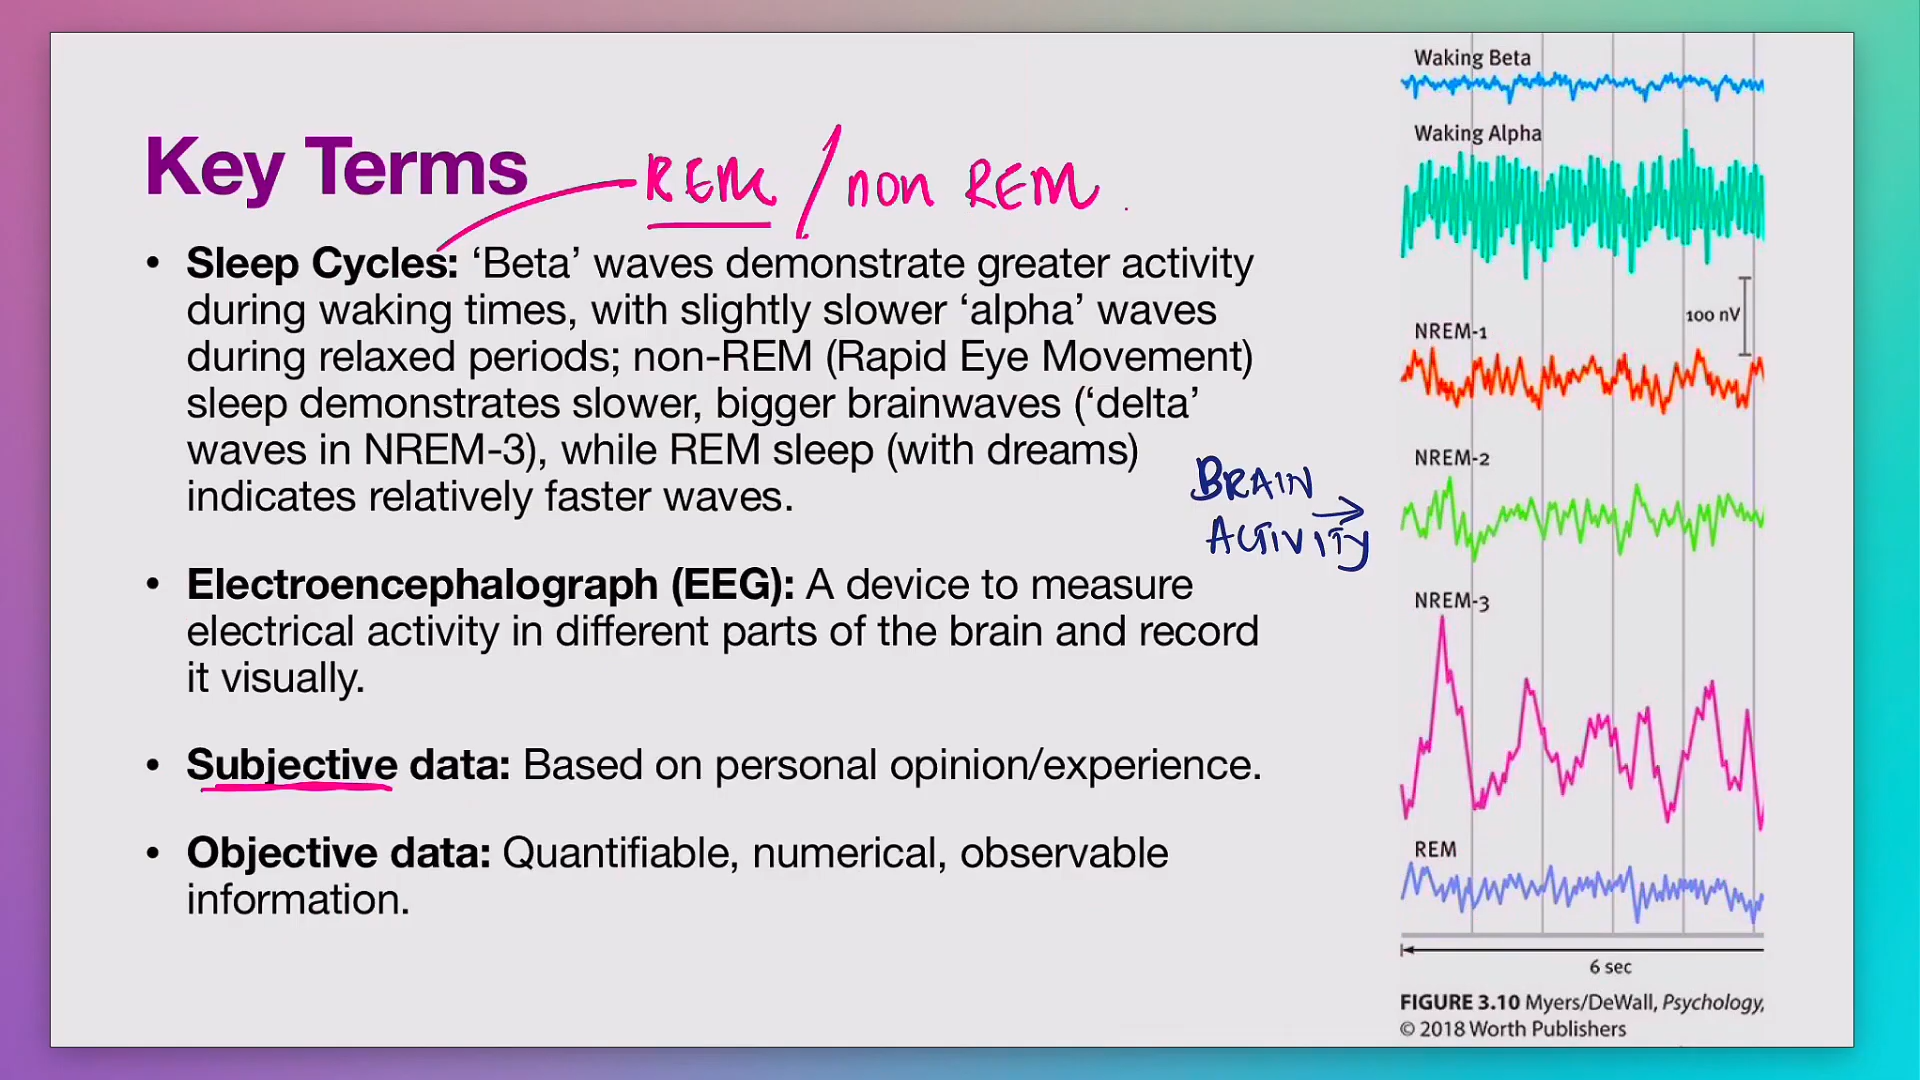 Key Terms
REM / non REM
• Sleep Cycles: ‘Beta’ waves demonstrate greater activity
during waking times, with slightly slower ‘alpha’ waves
during relaxed periods; non-REM (Rapid Eye Movement)
sleep demonstrates slower, bigger brainwaves (‘delta’
waves in NREM-3), while REM sleep (with dreams)
indicates relatively faster waves.
• Electroencephalograph (EEG): A device to measure
electrical activity in different parts of the brain and record
it visually.
• Subjective data: Based on personal opinion/experience.
• Objective data: Quantifiable, numerical, observable
information.
BRAIN
ACTIVITY
Waking Beta
Waking Alpha
100 nV
NREM-1
NREM-2
NREM-3
REM
6 sec
FIGURE 3.10 Myers/DeWall, Psychology,
© 2018 Worth Publishers